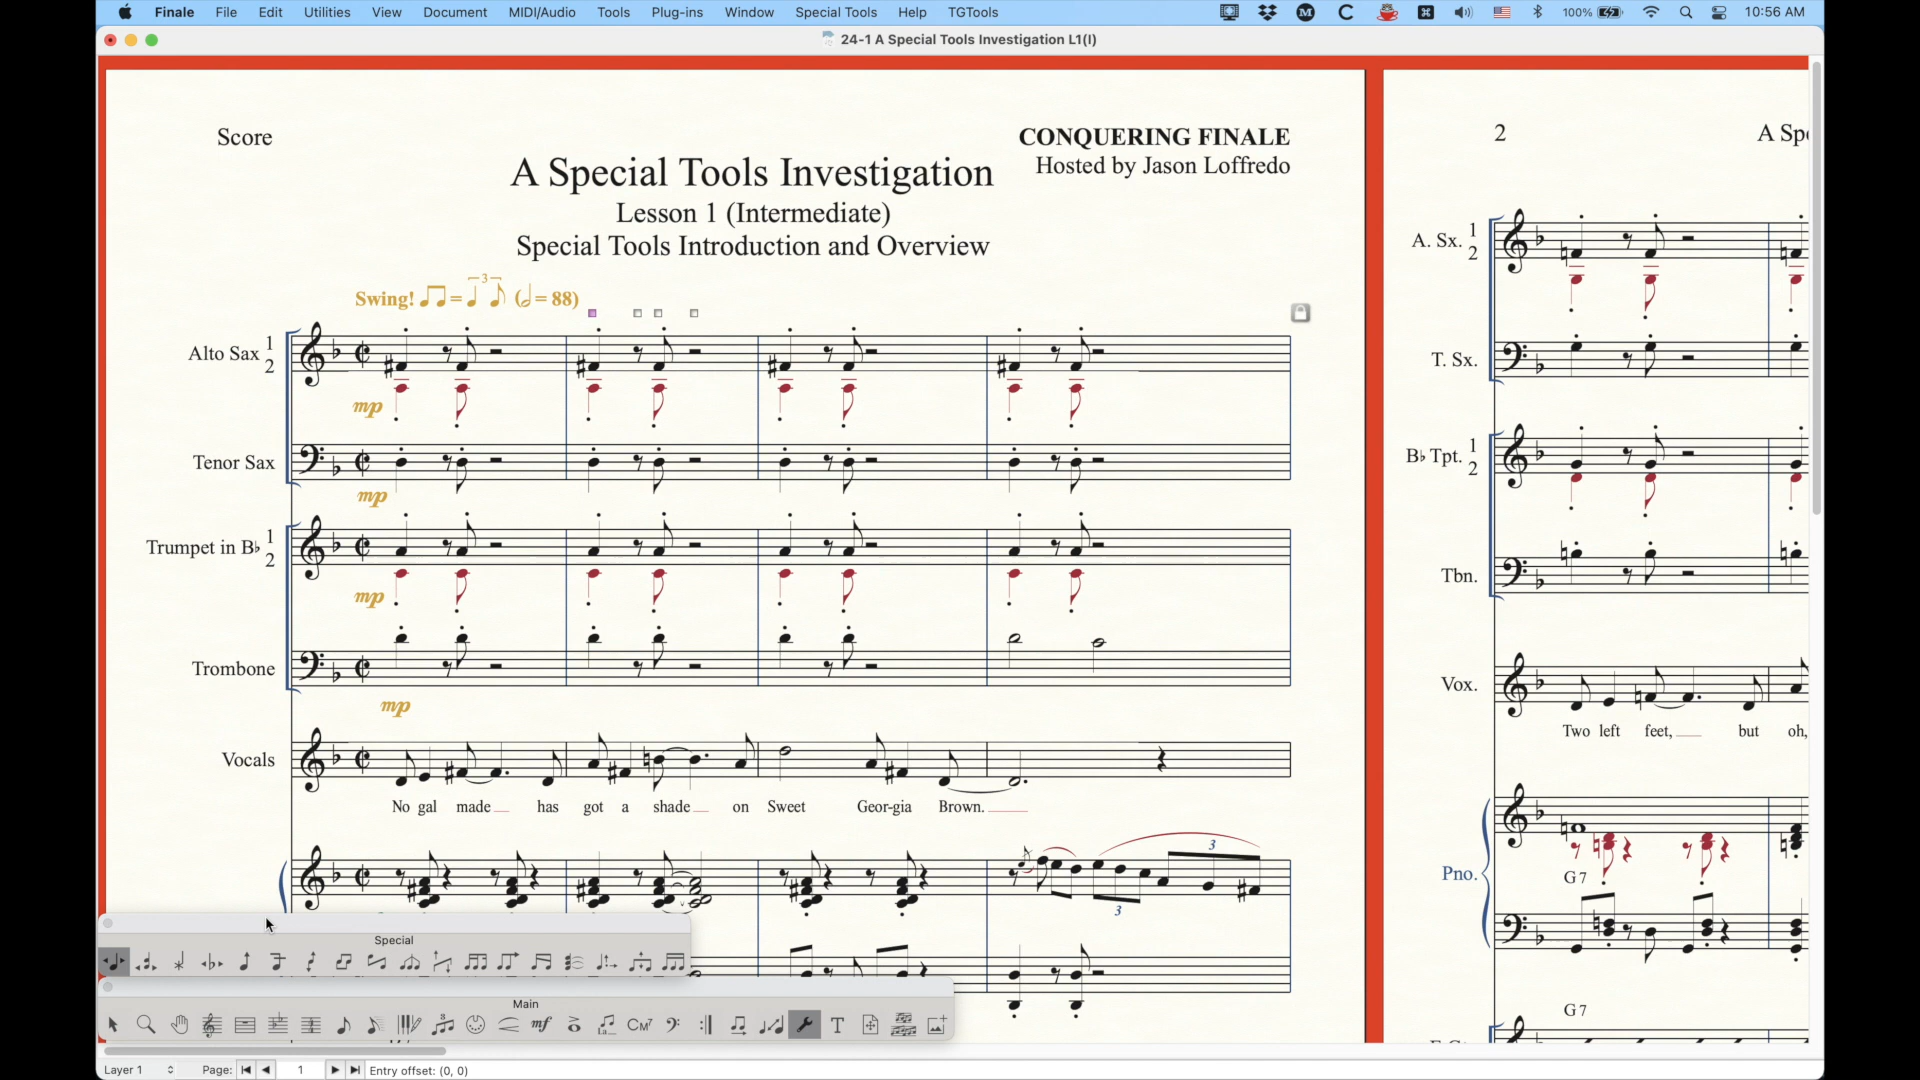 Finale File Edit Utilities View Document MIDI/Audio Tools Plug-ins Window Special Tools Help TGTools 100% 10:56 AM
24-1 A Special Tools Investigation L1(I)
Score
CONQUERING FINALE
Hosted by Jason Loffredo
A Special Tools Investigation
Lesson 1 (Intermediate)
Special Tools Introduction and Overview
Swing! = 3 ( = 88)
Alto Sax 1
2
mp
Tenor Sax
mp
Trumpet in B♭ 1
2
mp
Trombone
mp
Vocals
No gal made has got a shade on Sweet Geor-gia Brown.
3
3
2
A Spe
A. Sx. 1
2
T. Sx.
B♭ Tpt. 1
2
Tbn.
Vox.
Two left feet, but oh,
Pno.
G7
G7
Special
Main
mf CM7 T
Layer 1 Page: 1 Entry offset: (0, 0)